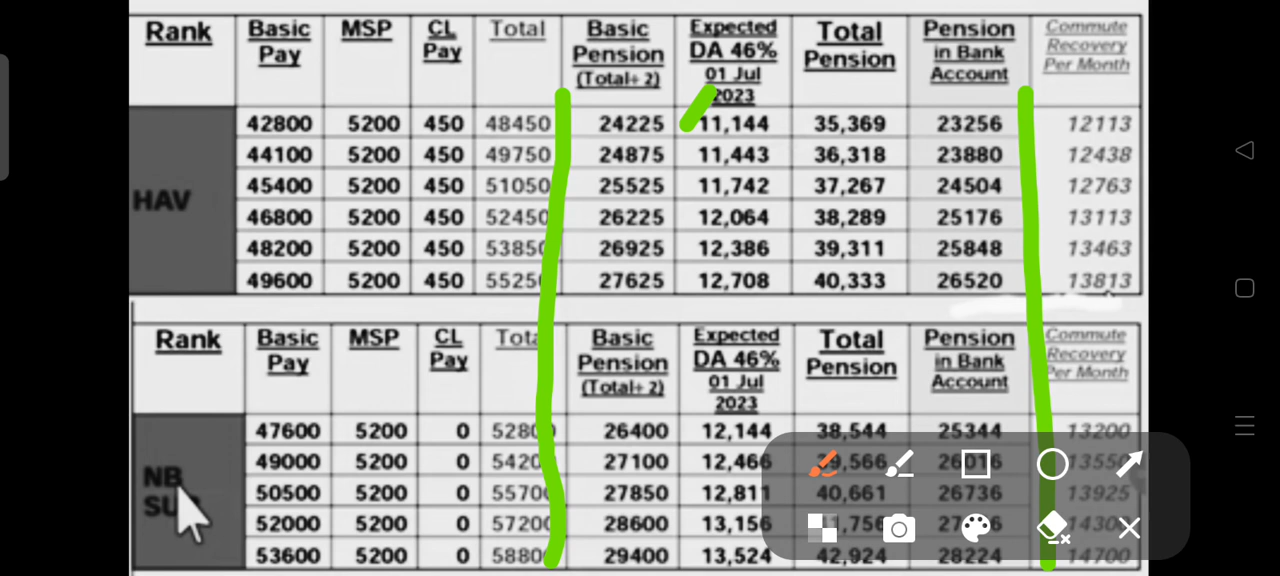 Rank Basic Pay MSP CL Pay Total Basic Pension (Total÷2) Expected DA 46% 01 Jul 2023 Total Pension Pension in Bank Account Commute Recovery Per Month
HAV
42800 5200 450 48450 24225 11,144 35,369 23256 12113
44100 5200 450 49750 24875 11,443 36,318 23880 12438
45400 5200 450 51050 25525 11,742 37,267 24504 12763
46800 5200 450 52450 26225 12,064 38,289 25176 13113
48200 5200 450 53850 26925 12,386 39,311 25848 13463
49600 5200 450 55250 27625 12,708 40,333 26520 13813
Rank Basic Pay MSP CL Pay Total Basic Pension (Total÷2) Expected DA 46% 01 Jul 2023 Total Pension Pension in Bank Account Commute Recovery Per Month
NB
47600 5200 0 52800 26400 12,144 38,544 25344 13200
49000 5200 0 54200 27100 12,466 39,566 26016 13550
50500 5200 0 55700 27850 12,811 40,661 26736 13925
52000 5200 0 57200 28600 13,156
53600 5200 0 58800 29400 13,524 42,924 28224 14700